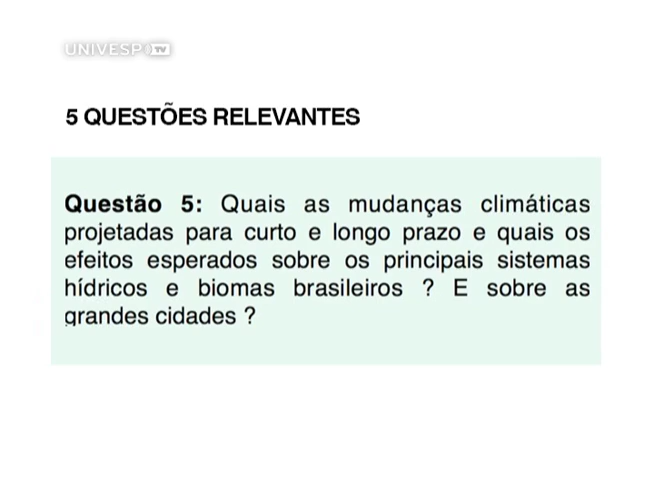 UNIVESP TV
5 QUESTÕES RELEVANTES
Questão 5: Quais as mudanças climáticas
projetadas para curto e longo prazo e quais os
efeitos esperados sobre os principais sistemas
hídricos e biomas brasileiros ? E sobre as
grandes cidades ?